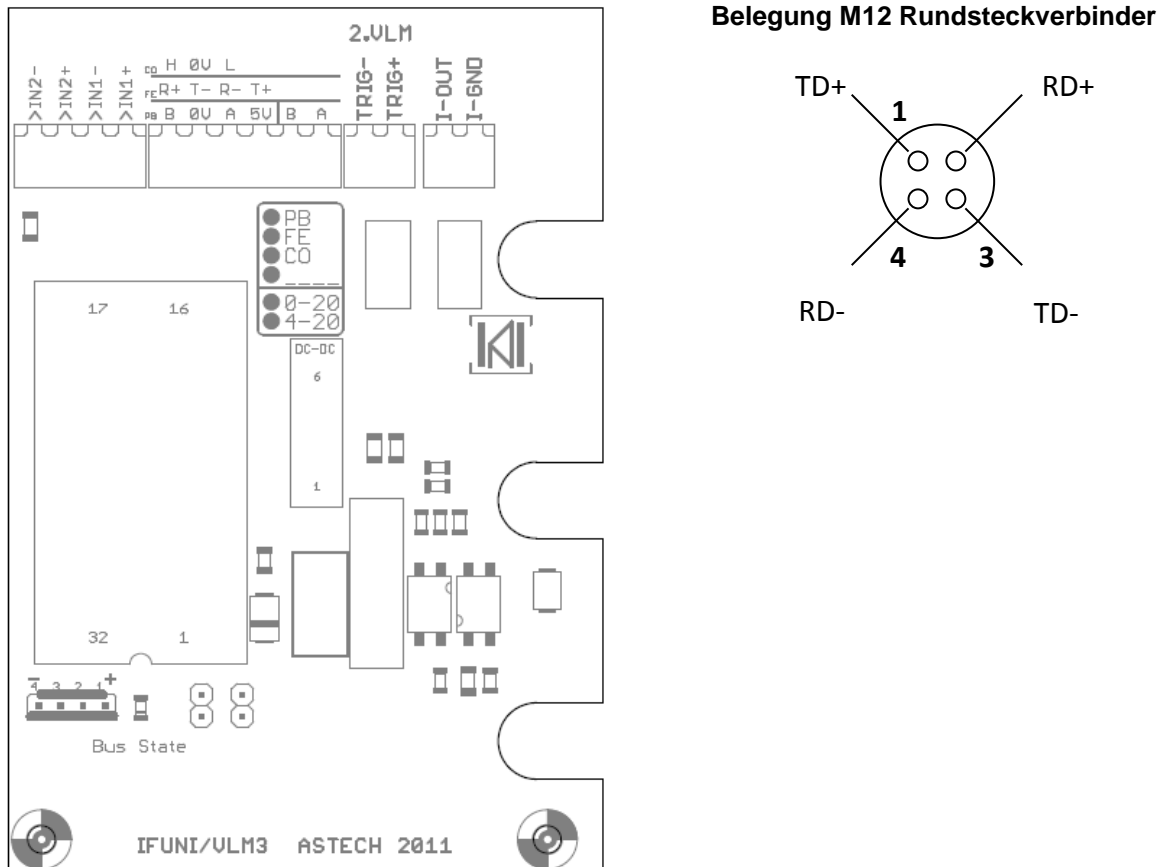 Belegung M12 Rundsteckverbinder
TD+
RD+
1
4
3
RD-
TD-
2.VLM
>IN2-
>IN2+
>IN1-
>IN1+
CO H 0V L
FE R+ T- R- T+
PB B 0V A 5V B A
TRIG-
TRIG+
I-OUT
I-GND
PB
FE
CO
____
0-20
4-20
17 16
DC-DC
6
1
32 1
- +
4 3 2 1
Bus State
IFUNI/VLM3 ASTECH 2011